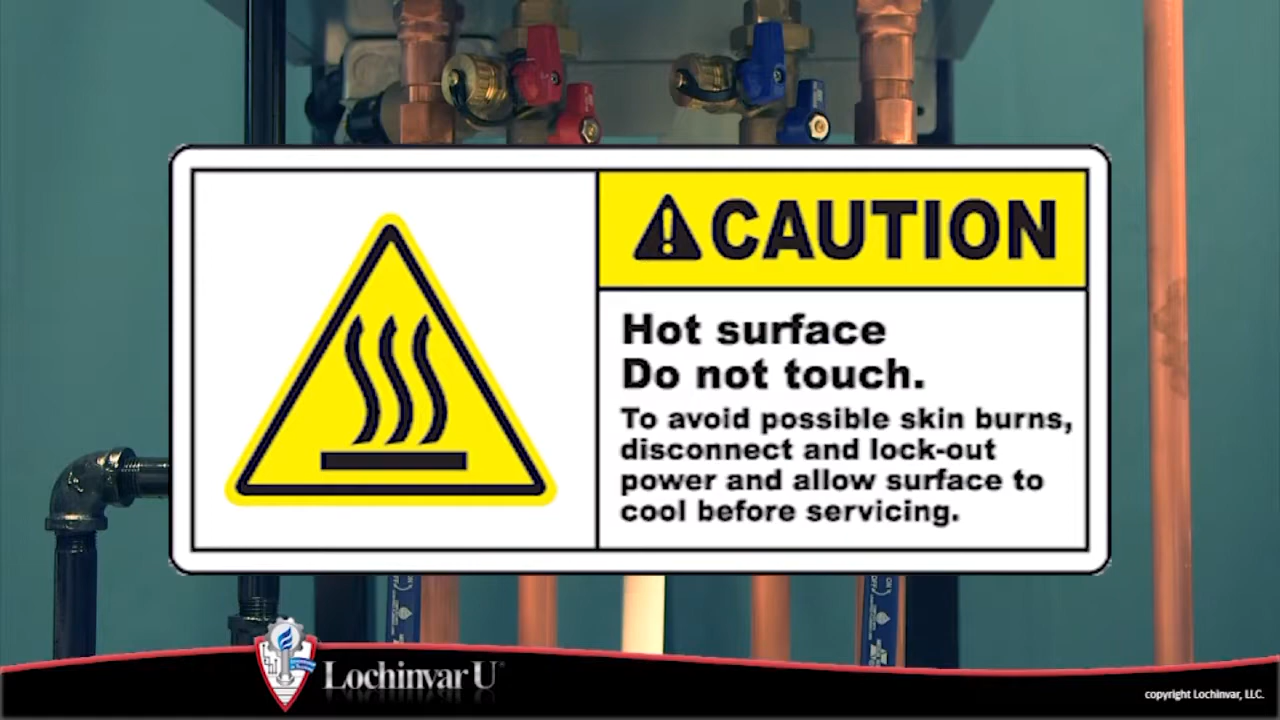 CAUTION
Hot surface
Do not touch.
To avoid possible skin burns,
disconnect and lock-out
power and allow surface to
cool before servicing.
Lochinvar U
copyright Lochinvar, LLC.